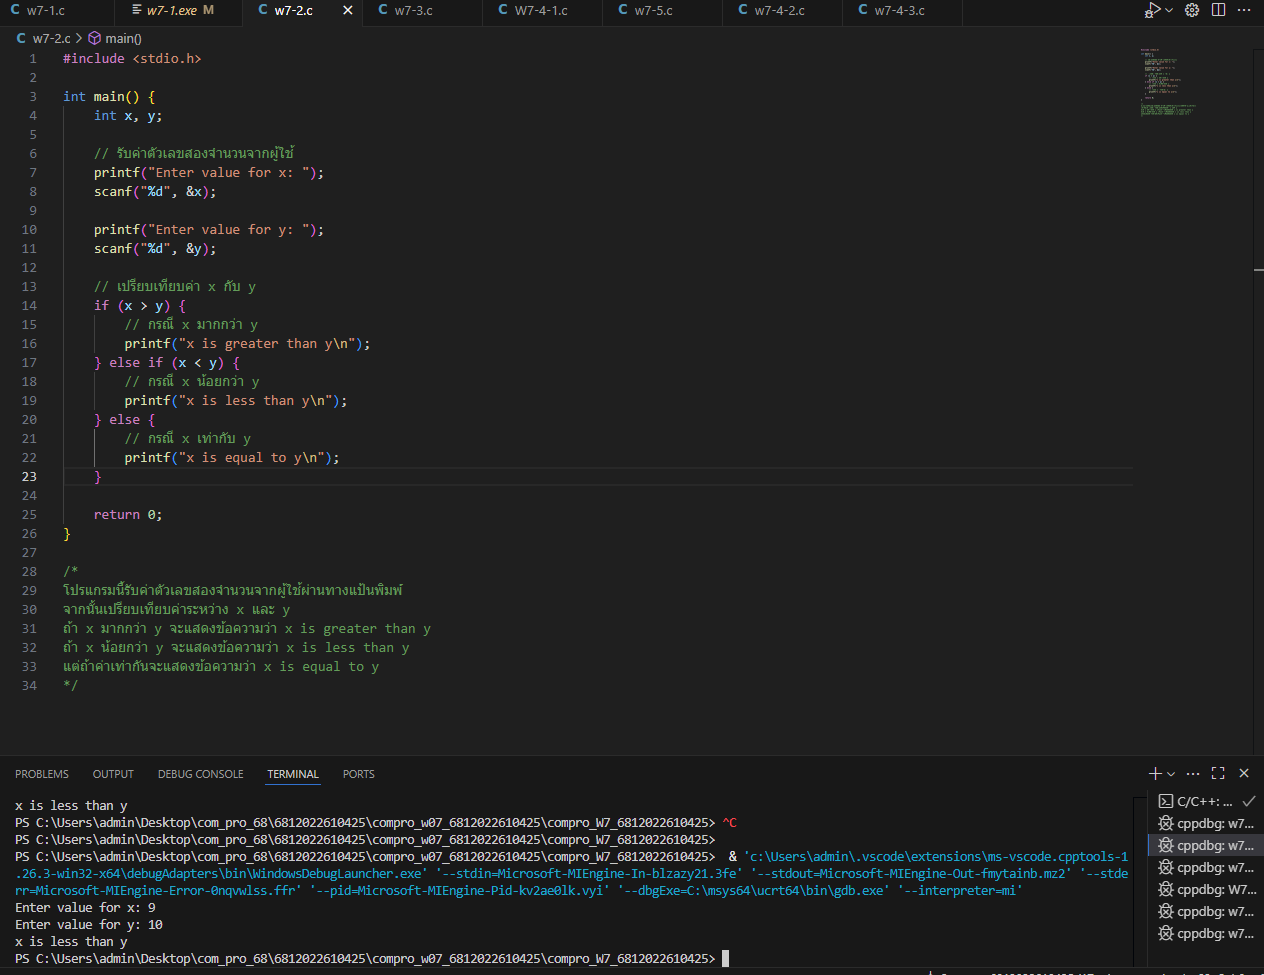 w7-1.c w7-1.exe M w7-2.c w7-3.c W7-4-1.c w7-5.c w7-4-2.c w7-4-3.c
w7-2.c > main()
1 #include <stdio.h>
2
3 int main() {
4 int x, y;
5
6 // รับค่าตัวเลขสองจำนวนจากผู้ใช้
7 printf("Enter value for x: ");
8 scanf("%d", &x);
9
10 printf("Enter value for y: ");
11 scanf("%d", &y);
12
13 // เปรียบเทียบค่า x กับ y
14 if (x > y) {
15 // กรณี x มากกว่า y
16 printf("x is greater than y\n");
17 } else if (x < y) {
18 // กรณี x น้อยกว่า y
19 printf("x is less than y\n");
20 } else {
21 // กรณี x เท่ากับ y
22 printf("x is equal to y\n");
23 }
24
25 return 0;
26 }
27
28 /*
29 โปรแกรมนี้รับค่าตัวเลขสองจำนวนจากผู้ใช้ผ่านทางแป้นพิมพ์
30 จากนั้นเปรียบเทียบค่าระหว่าง x และ y
31 ถ้า x มากกว่า y จะแสดงข้อความว่า x is greater than y
32 ถ้า x น้อยกว่า y จะแสดงข้อความว่า x is less than y
33 แต่ถ้าค่าเท่ากันจะแสดงข้อความว่า x is equal to y
34 */
PROBLEMS OUTPUT DEBUG CONSOLE TERMINAL PORTS
x is less than y
PS C:\Users\admin\Desktop\com_pro_68\6812022610425\compro_w07_6812022610425\compro_W7_6812022610425> ^C
PS C:\Users\admin\Desktop\com_pro_68\6812022610425\compro_w07_6812022610425\compro_W7_6812022610425>
PS C:\Users\admin\Desktop\com_pro_68\6812022610425\compro_w07_6812022610425\compro_W7_6812022610425> & 'c:\Users\admin\.vscode\extensions\ms-vscode.cpptools-1
.26.3-win32-x64\debugAdapters\bin\WindowsDebugLauncher.exe' '--stdin=Microsoft-MIEngine-In-blzazy21.3fe' '--stdout=Microsoft-MIEngine-Out-fmytainb.mz2' '--stde
rr=Microsoft-MIEngine-Error-0nqvwlss.ffr' '--pid=Microsoft-MIEngine-Pid-kv2ae0lk.vyi' '--dbgExe=C:\msys64\ucrt64\bin\gdb.exe' '--interpreter=mi'
Enter value for x: 9
Enter value for y: 10
x is less than y
PS C:\Users\admin\Desktop\com_pro_68\6812022610425\compro_w07_6812022610425\compro_W7_6812022610425>
C/C++: ...
cppdbg: w7...
cppdbg: w7...
cppdbg: w7...
cppdbg: W7...
cppdbg: w7...
cppdbg: w7...